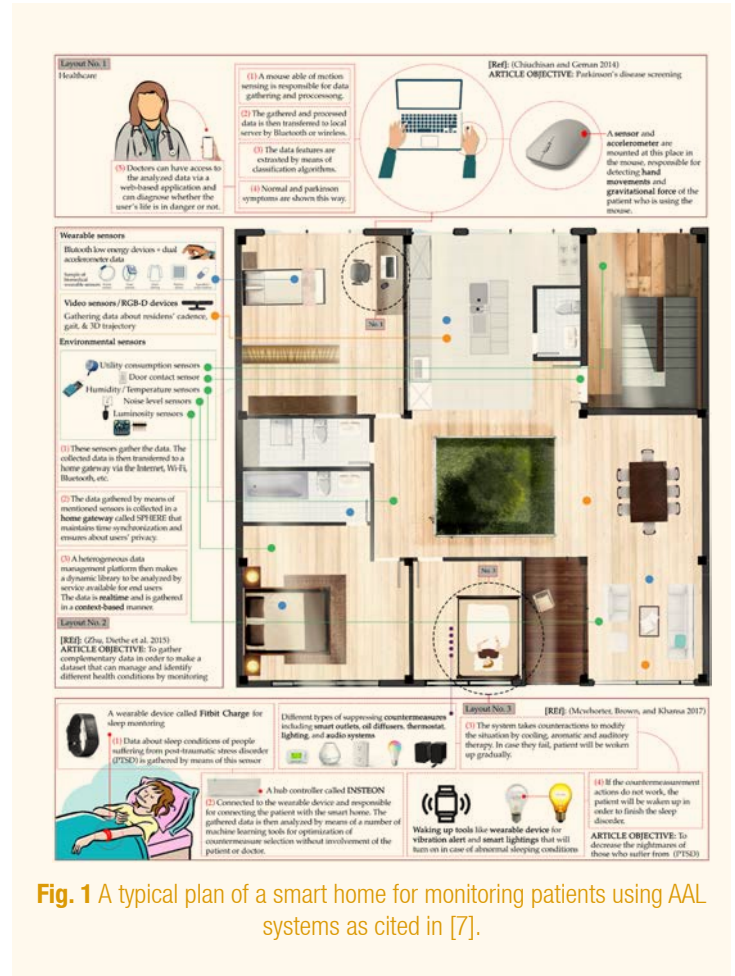 Layout No. 1
Healthcare
(1) A mouse able of motion
sensing is responsible for data
gathering and proccessong.
(2) The gathered and processed
data is then transferred to local
server by Bluetooth or wireless.
(3) The data features are
extraxted by means of
classification algorithms.
(4) Normal and parkinson
symptoms are shown this way.
(5) Doctors can have access to
the analyzed data via a
web-based application and
can diagnose whether the
user's life is in danger or not.
[Ref]: (Chiuchisan and Geman 2014)
ARTICLE OBJECTIVE: Parkinson's disease screening
A sensor and
accelerometer are
mounted at this place in
the mouse, responsible for
detecting hand
movements and
gravitational force of the
patient who is using the
mouse.
Wearable sensors
Blutooth low energy devices + dual
accelerometer data
Sample of
biomedical
wearable sensors
Video sensors/RGB-D devices
Gathering data about residens' cadence,
gait, & 3D trajectory
Environmental sensors
Utility consumption sensors
Door contact sensor
Humidity/Temperature sensors
Noise level sensors
Luminosity sensors
(1) These sensors gather the data. The
collected data is then transferred to a
home gateway via the Internet, Wi-Fi,
Bluetooth, etc.
(2) The data gathered by means of
mentioned sensors is collected in a
home gateway called SPHERE that
maintains time synchronization and
ensures about users' privacy.
(3) A heterogeneous data
management platform then makes
a dynamic library to be analyzed by
service available for end users
The data is realtime and is gathered
in a context-based manner.
Layout No. 2
[REf]: (Zhu, Diethe et al. 2015)
ARTICLE OBJECTIVE: To gather
complementary data in order to make a
dataset that can manage and identify
different health conditions by monitoring
No.1
No. 3
A wearable device called Fitbit Charge for
sleep montoring
(1) Data about sleep conditions of people
suffering from post-traumatic stress disorder
(PTSD) is gathered by means of this sensor
Different types of suppressing countermeasures
including smart outlets, oil diffusers, thermostat,
lighting, and audio systems
Layout No. 3
[REf]: (Mcwhorter, Brown, and Khansa 2017)
(3) The system takes counteractions to modify
the situation by cooling, aromatic and auditory
therapy. In case they fail, patient will be woken
up gradually.
A hub controller called INSTEON
(2) Connected to the wearable device and responsible
for connecting the patient with the smart home. The
gathered data is then analyzed by means of a number of
machine learning tools for optimization of
countermeasure selection without involvement of the
patient or doctor.
Waking up tools like wearable device for
vibration alert and smart lightings that will
turn on in case of abnormal sleeping conditions
(4) If the countermeasurement
actions do not work, the
patient will be waken up in
order to finish the sleep
disorder.
ARTICLE OBJECTIVE: To
decrease the nightmares of
those who suffer from (PTSD)
Fig. 1 A typical plan of a smart home for monitoring patients using AAL
systems as cited in [7].